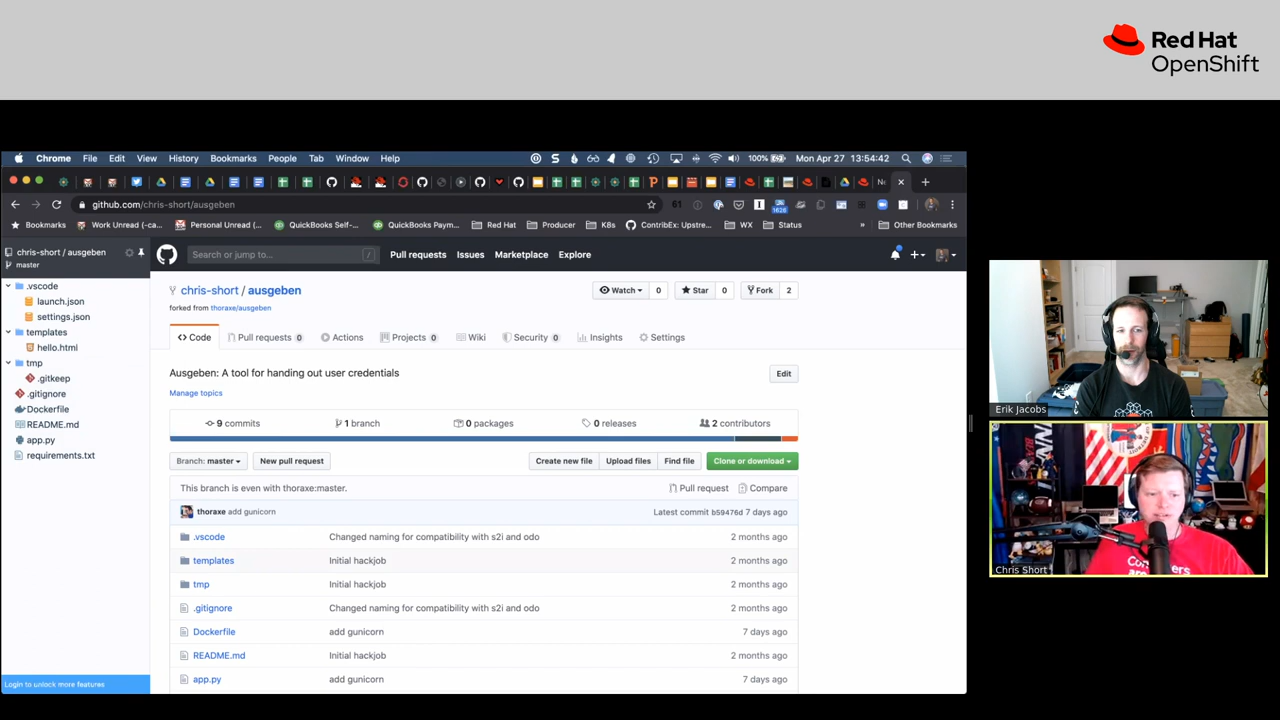 Red Hat
OpenShift
Chrome File Edit View History Bookmarks People Tab Window Help
100% Mon Apr 27 13:54:42
github.com/chris-short/ausgeben
Bookmarks Work Unread (-ca... Personal Unread (... QuickBooks Self-... QuickBooks Paym... Red Hat Producer K8s ContribEx: Upstre... WX Status » Other Bookmarks
chris-short / ausgeben
master
Search or jump to... /
Pull requests Issues Marketplace Explore
.vscode
launch.json
settings.json
templates
hello.html
tmp
.gitkeep
.gitignore
Dockerfile
README.md
app.py
requirements.txt
Login to unlock more features
chris-short / ausgeben
Watch 0 Star 0 Fork 2
forked from thoraxe/ausgeben
Code Pull requests 0 Actions Projects 0 Wiki Security 0 Insights Settings
Ausgeben: A tool for handing out user credentials
Edit
Manage topics
9 commits 1 branch 0 packages 0 releases 2 contributors
Branch: master New pull request Create new file Upload files Find file Clone or download
This branch is even with thoraxe:master. Pull request Compare
thoraxe add gunicorn Latest commit b59476d 7 days ago
.vscode Changed naming for compatibility with s2i and odo 2 months ago
templates Initial hackjob 2 months ago
tmp Initial hackjob 2 months ago
.gitignore Changed naming for compatibility with s2i and odo 2 months ago
Dockerfile add gunicorn 7 days ago
README.md Initial hackjob 2 months ago
app.py add gunicorn 7 days ago
Erik Jacobs
Chris Short